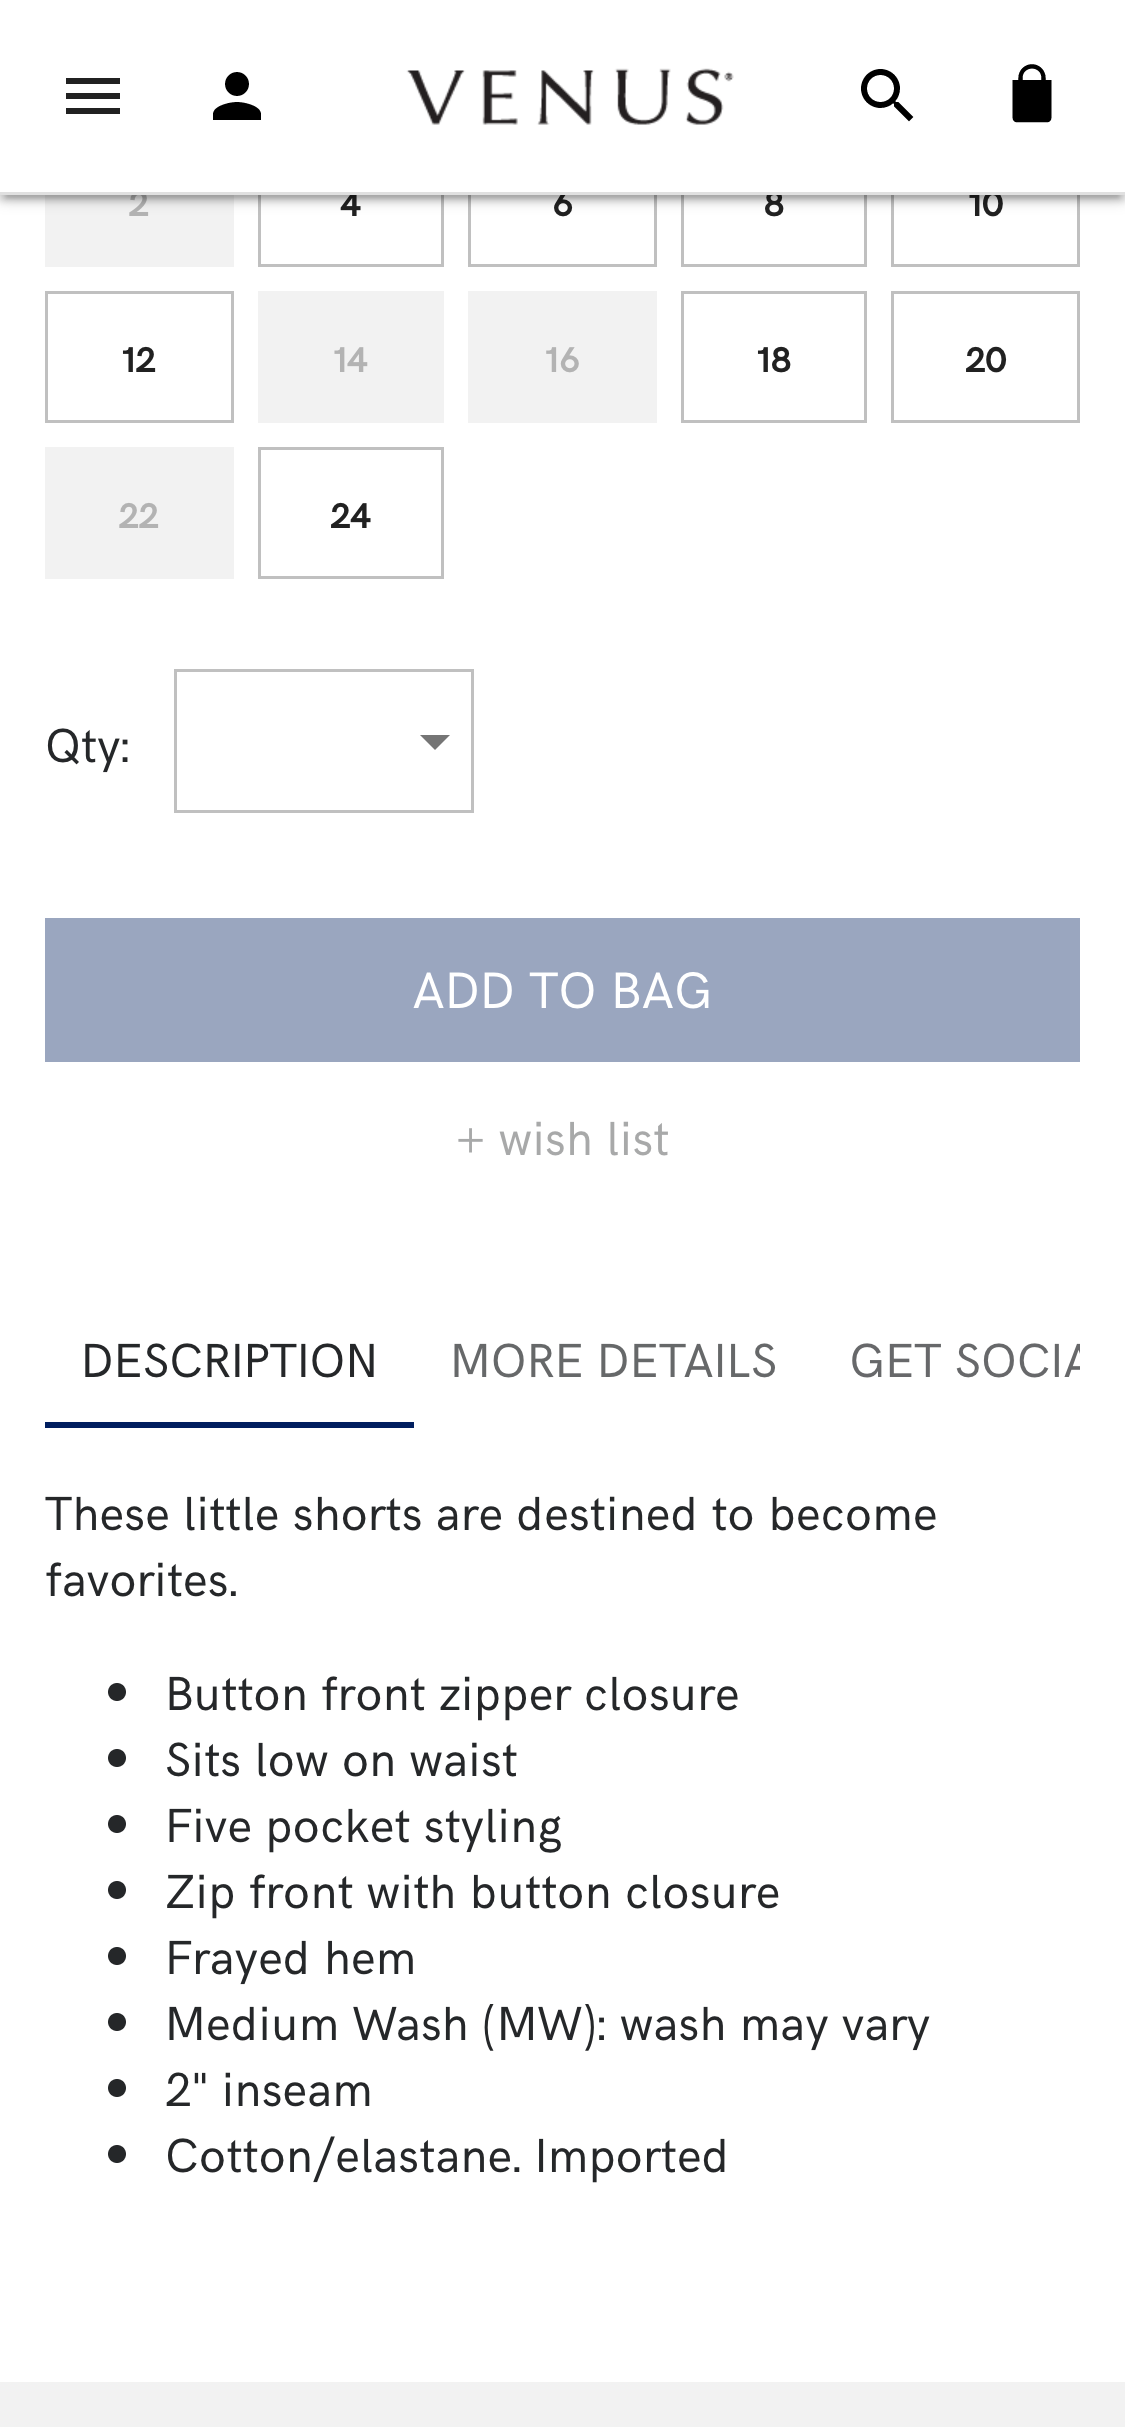 VENUS®
2 4 6 8 10
12 14 16 18 20
22 24
Qty:
ADD TO BAG
+ wish list
DESCRIPTION MORE DETAILS GET SOCIA
These little shorts are destined to become
favorites.
• Button front zipper closure
• Sits low on waist
• Five pocket styling
• Zip front with button closure
• Frayed hem
• Medium Wash (MW): wash may vary
• 2" inseam
• Cotton/elastane. Imported